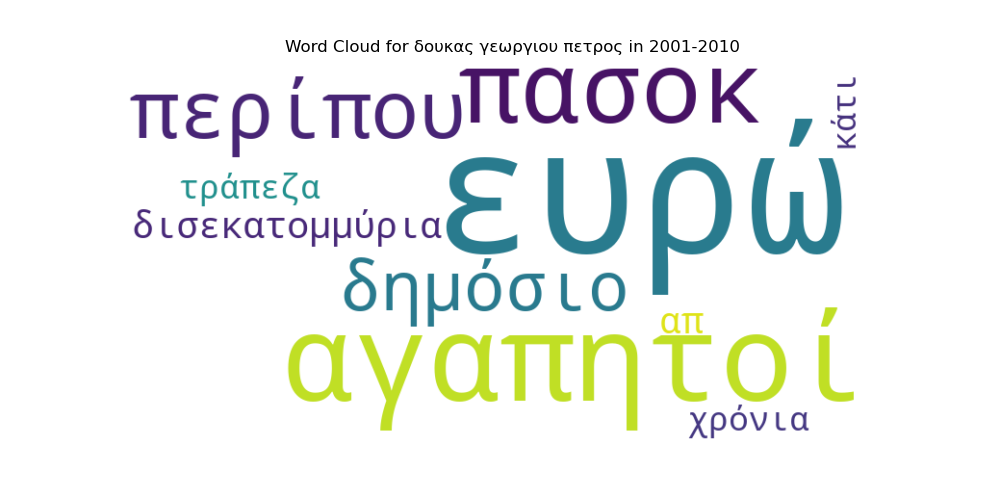 Word Cloud for δουκας γεωργιου πετρος in 2001-2010
περίπου
πασοκ
κάτι
τράπεζα
ευρώ
δισεκατομμύρια
δημόσιο
απ
αγαπητοί
χρόνια